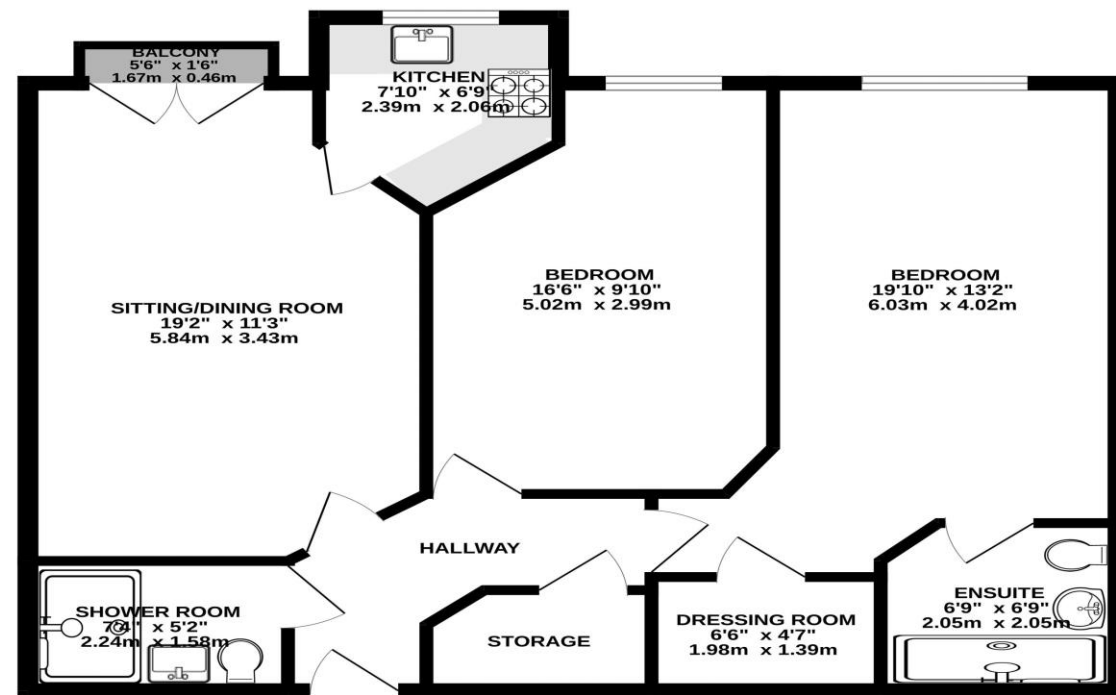 BALCONY
5'6" x 1'6"
1.67m x 0.46m
KITCHEN
7'10" x 6'9"
2.39m x 2.06m
BEDROOM
16'6" x 9'10"
5.02m x 2.99m
BEDROOM
19'10" x 13'2"
6.03m x 4.02m
SITTING/DINING ROOM
19'2" x 11'3"
5.84m x 3.43m
HALLWAY
SHOWER ROOM
7'4" x 5'2"
2.24m x 1.58m
STORAGE
DRESSING ROOM
6'6" x 4'7"
1.98m x 1.39m
ENSUITE
6'9" x 6'9"
2.05m x 2.05m